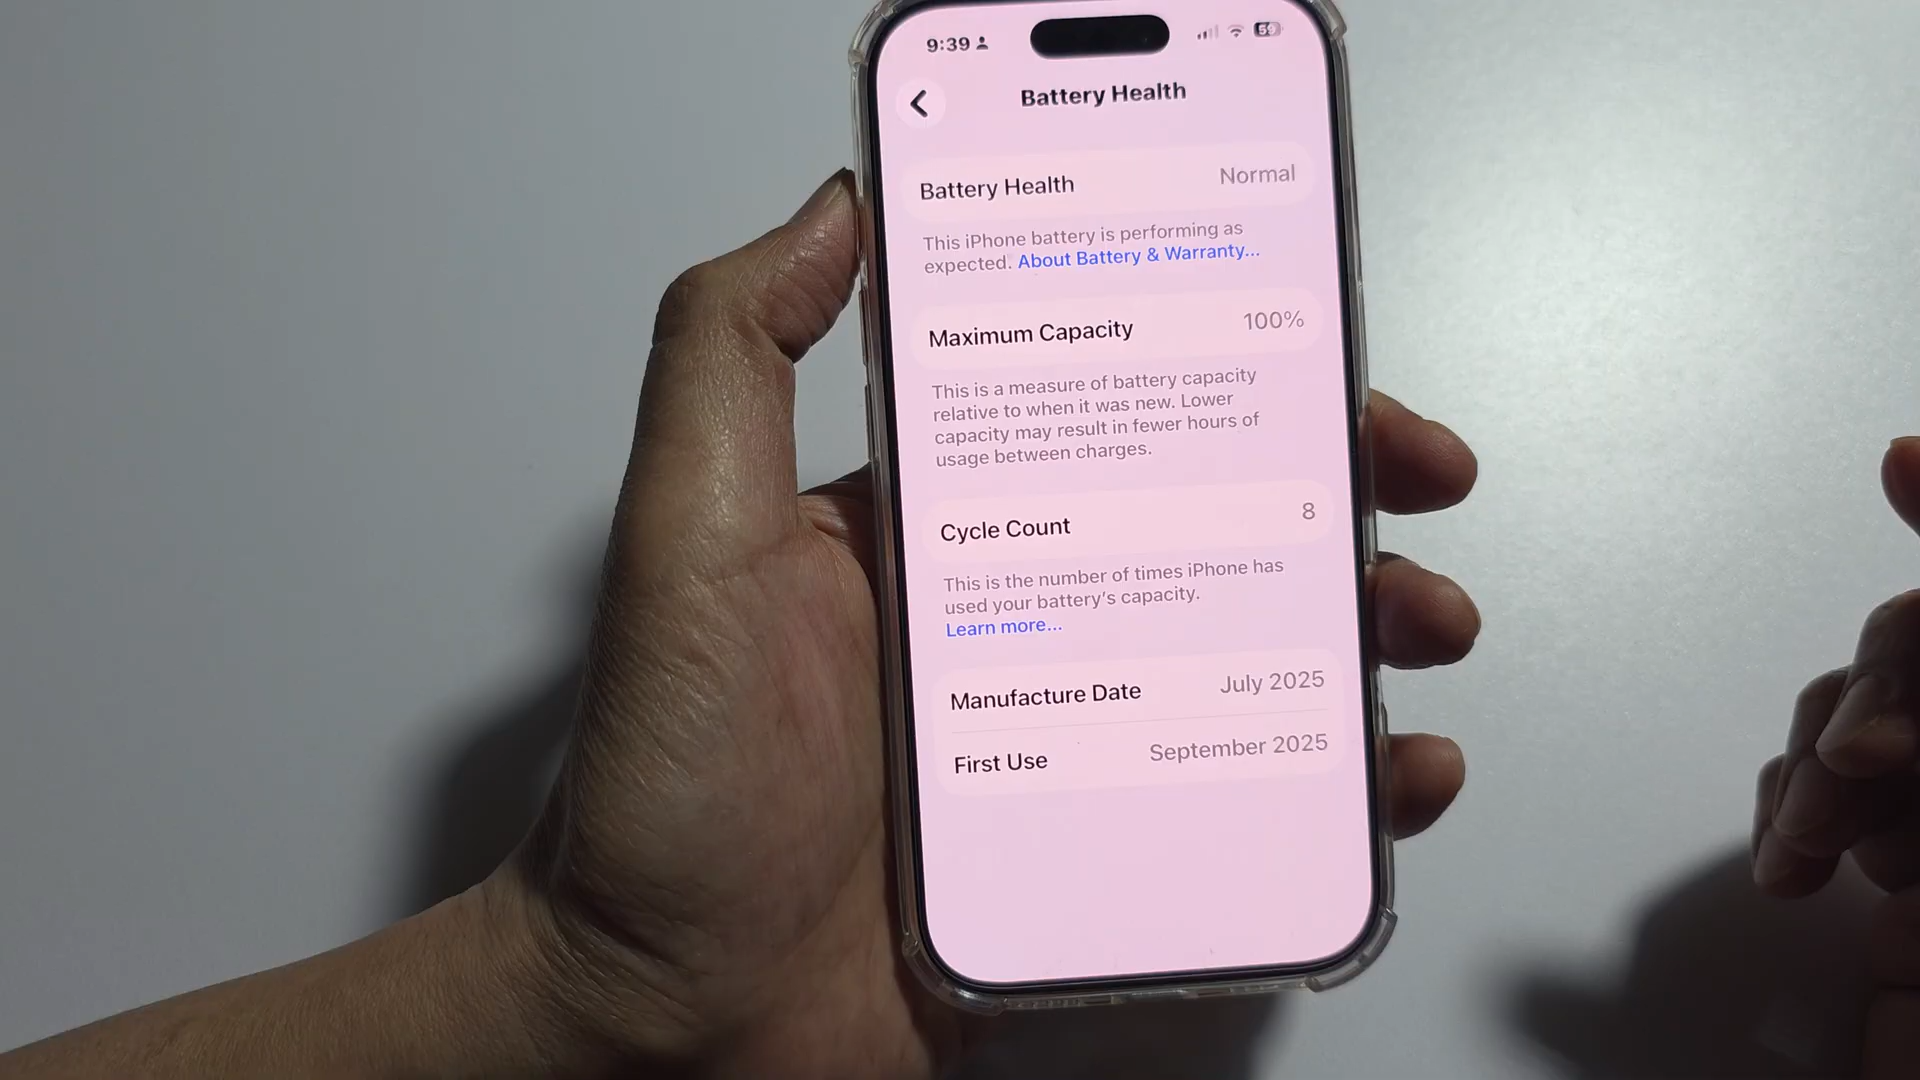 9:39
59
Battery Health
Battery Health Normal
This iPhone battery is performing as
expected. About Battery & Warranty...
Maximum Capacity 100%
This is a measure of battery capacity
relative to when it was new. Lower
capacity may result in fewer hours of
usage between charges.
Cycle Count 8
This is the number of times iPhone has
used your battery's capacity.
Learn more...
Manufacture Date July 2025
First Use September 2025